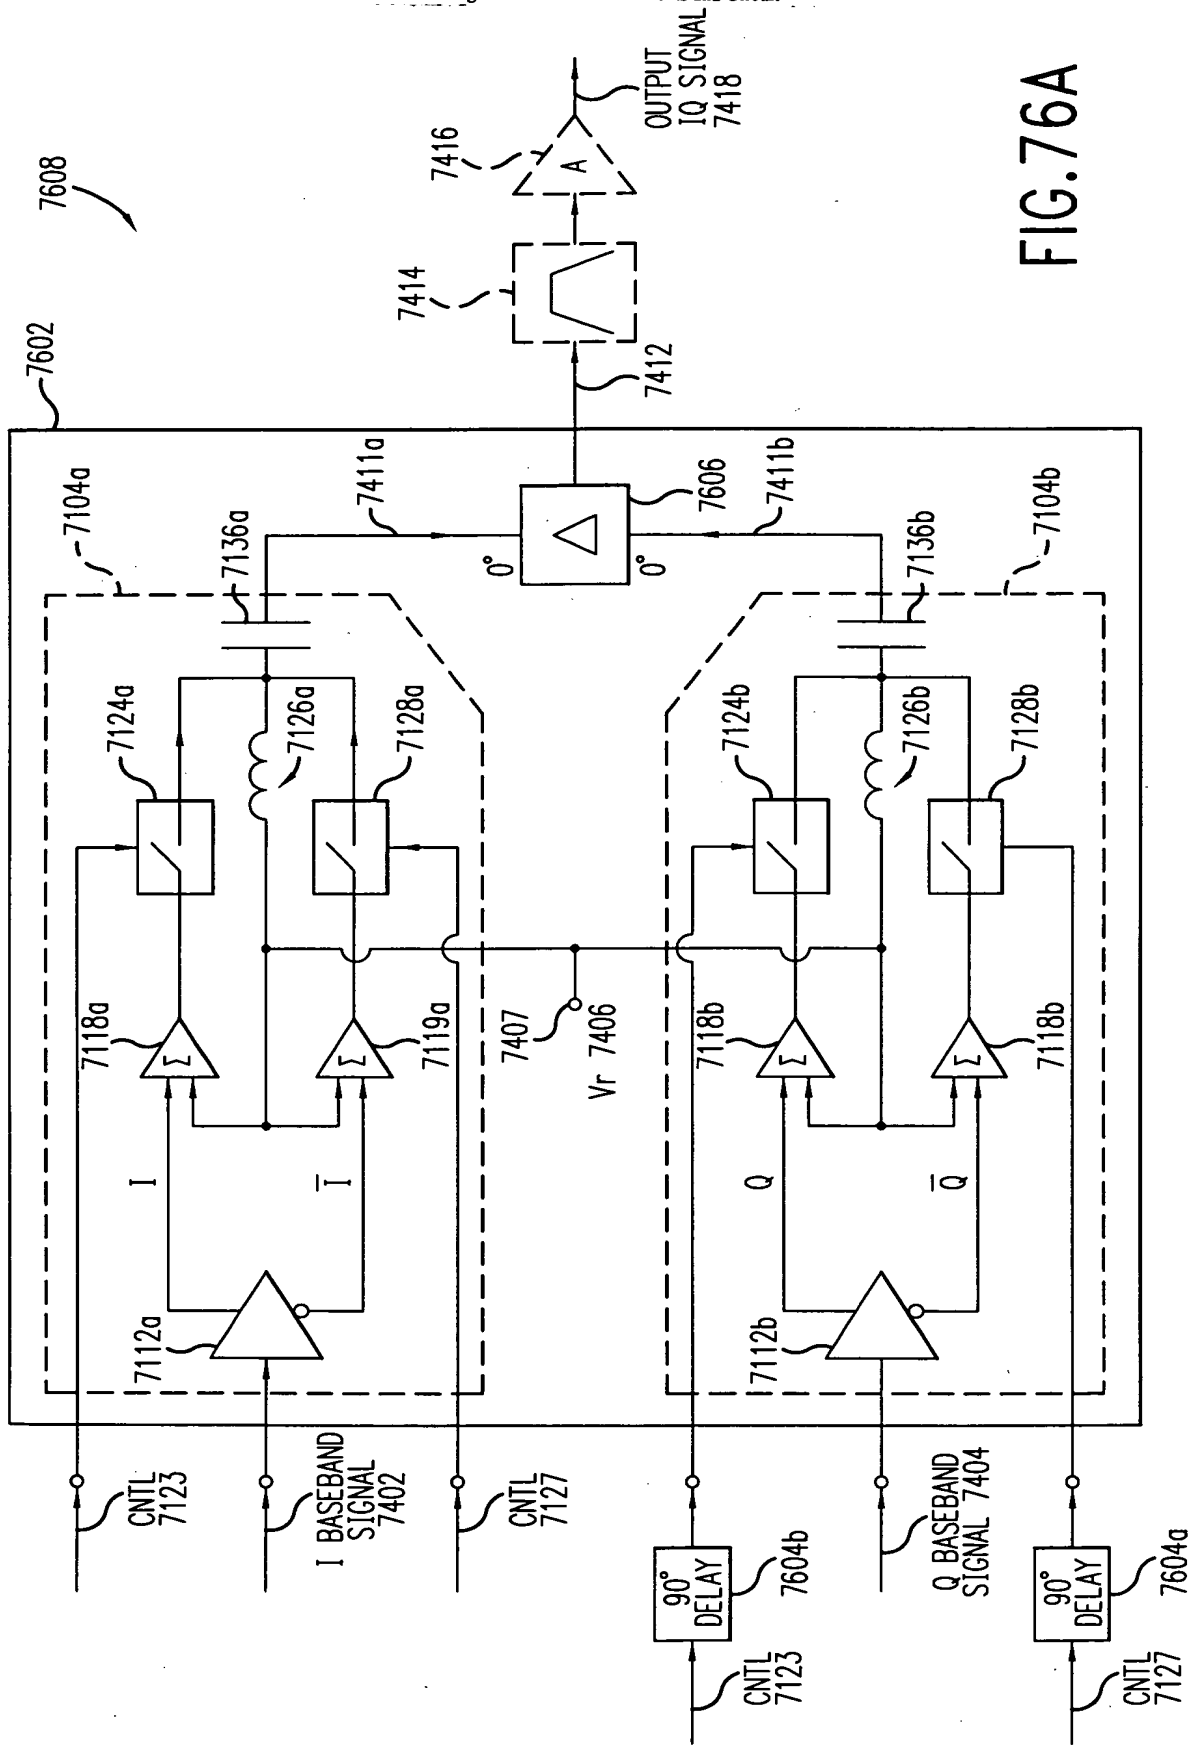 7608
7602
7104a
7136a
7124a
7126a
7128a
7118a
Σ
7119a
Σ
I
I̅
7112a
CNTL
7123
I BASEBAND
SIGNAL
7402
CNTL
7127
7411a
0°
Δ
0°
7606
7411b
7412
7414
7416
A
OUTPUT
IQ SIGNAL
7418
7407
Vr 7406
7104b
7136b
7124b
7126b
7128b
7118b
Σ
7118b
Σ
Q
Q̅
7112b
90°
DELAY
7604b
CNTL
7123
Q BASEBAND
SIGNAL 7404
90°
DELAY
7604a
CNTL
7127
FIG.76A